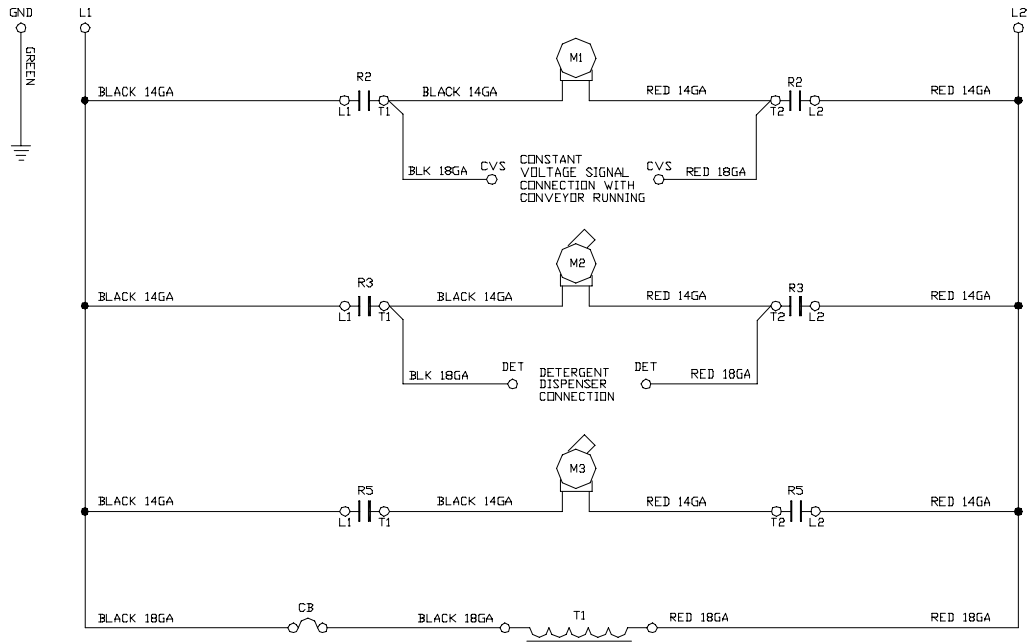 GND
L1
L2
GREEN
M1
BLACK 14GA
R2
BLACK 14GA
RED 14GA
R2
RED 14GA
L1
T1
T2
L2
BLK 18GA
CVS
CONSTANT
VOLTAGE SIGNAL
CONNECTION WITH
CONVEYOR RUNNING
CVS
RED 18GA
M2
BLACK 14GA
R3
BLACK 14GA
RED 14GA
R3
RED 14GA
L1
T1
T2
L2
BLK 18GA
DET
DETERGENT
DISPENSER
CONNECTION
DET
RED 18GA
M3
BLACK 14GA
R5
BLACK 14GA
RED 14GA
R5
RED 14GA
L1
T1
T2
L2
BLACK 18GA
CB
BLACK 18GA
T1
RED 18GA
RED 18GA